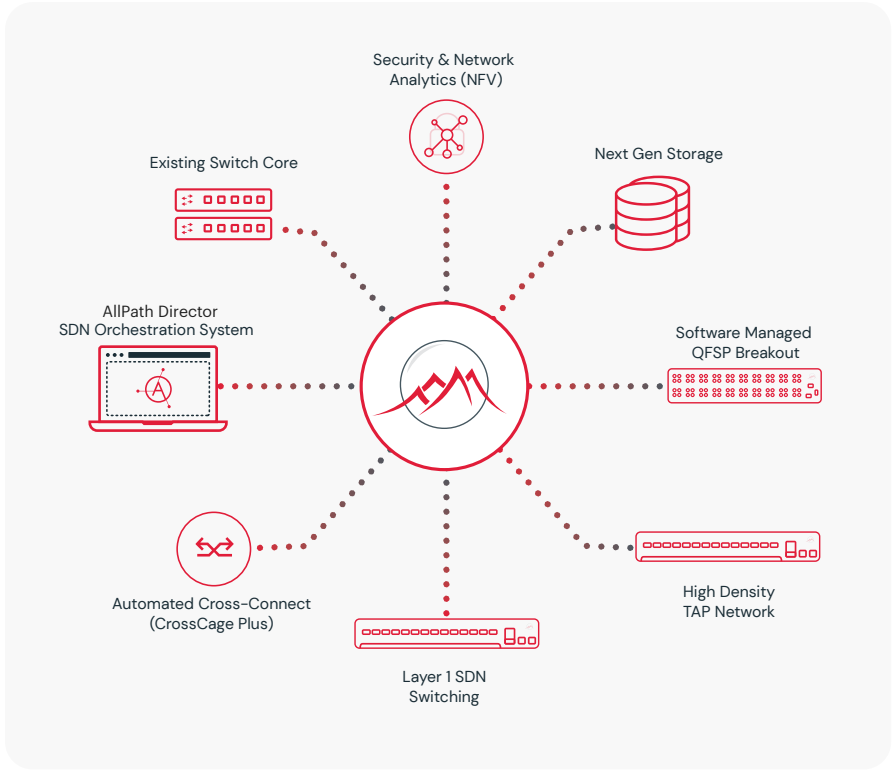 Security & Network
Analytics (NFV)
Existing Switch Core
Next Gen Storage
AllPath Director
SDN Orchestration System
A
Software Managed
QFSP Breakout
Automated Cross-Connect
(CrossCage Plus)
High Density
TAP Network
Layer 1 SDN
Switching